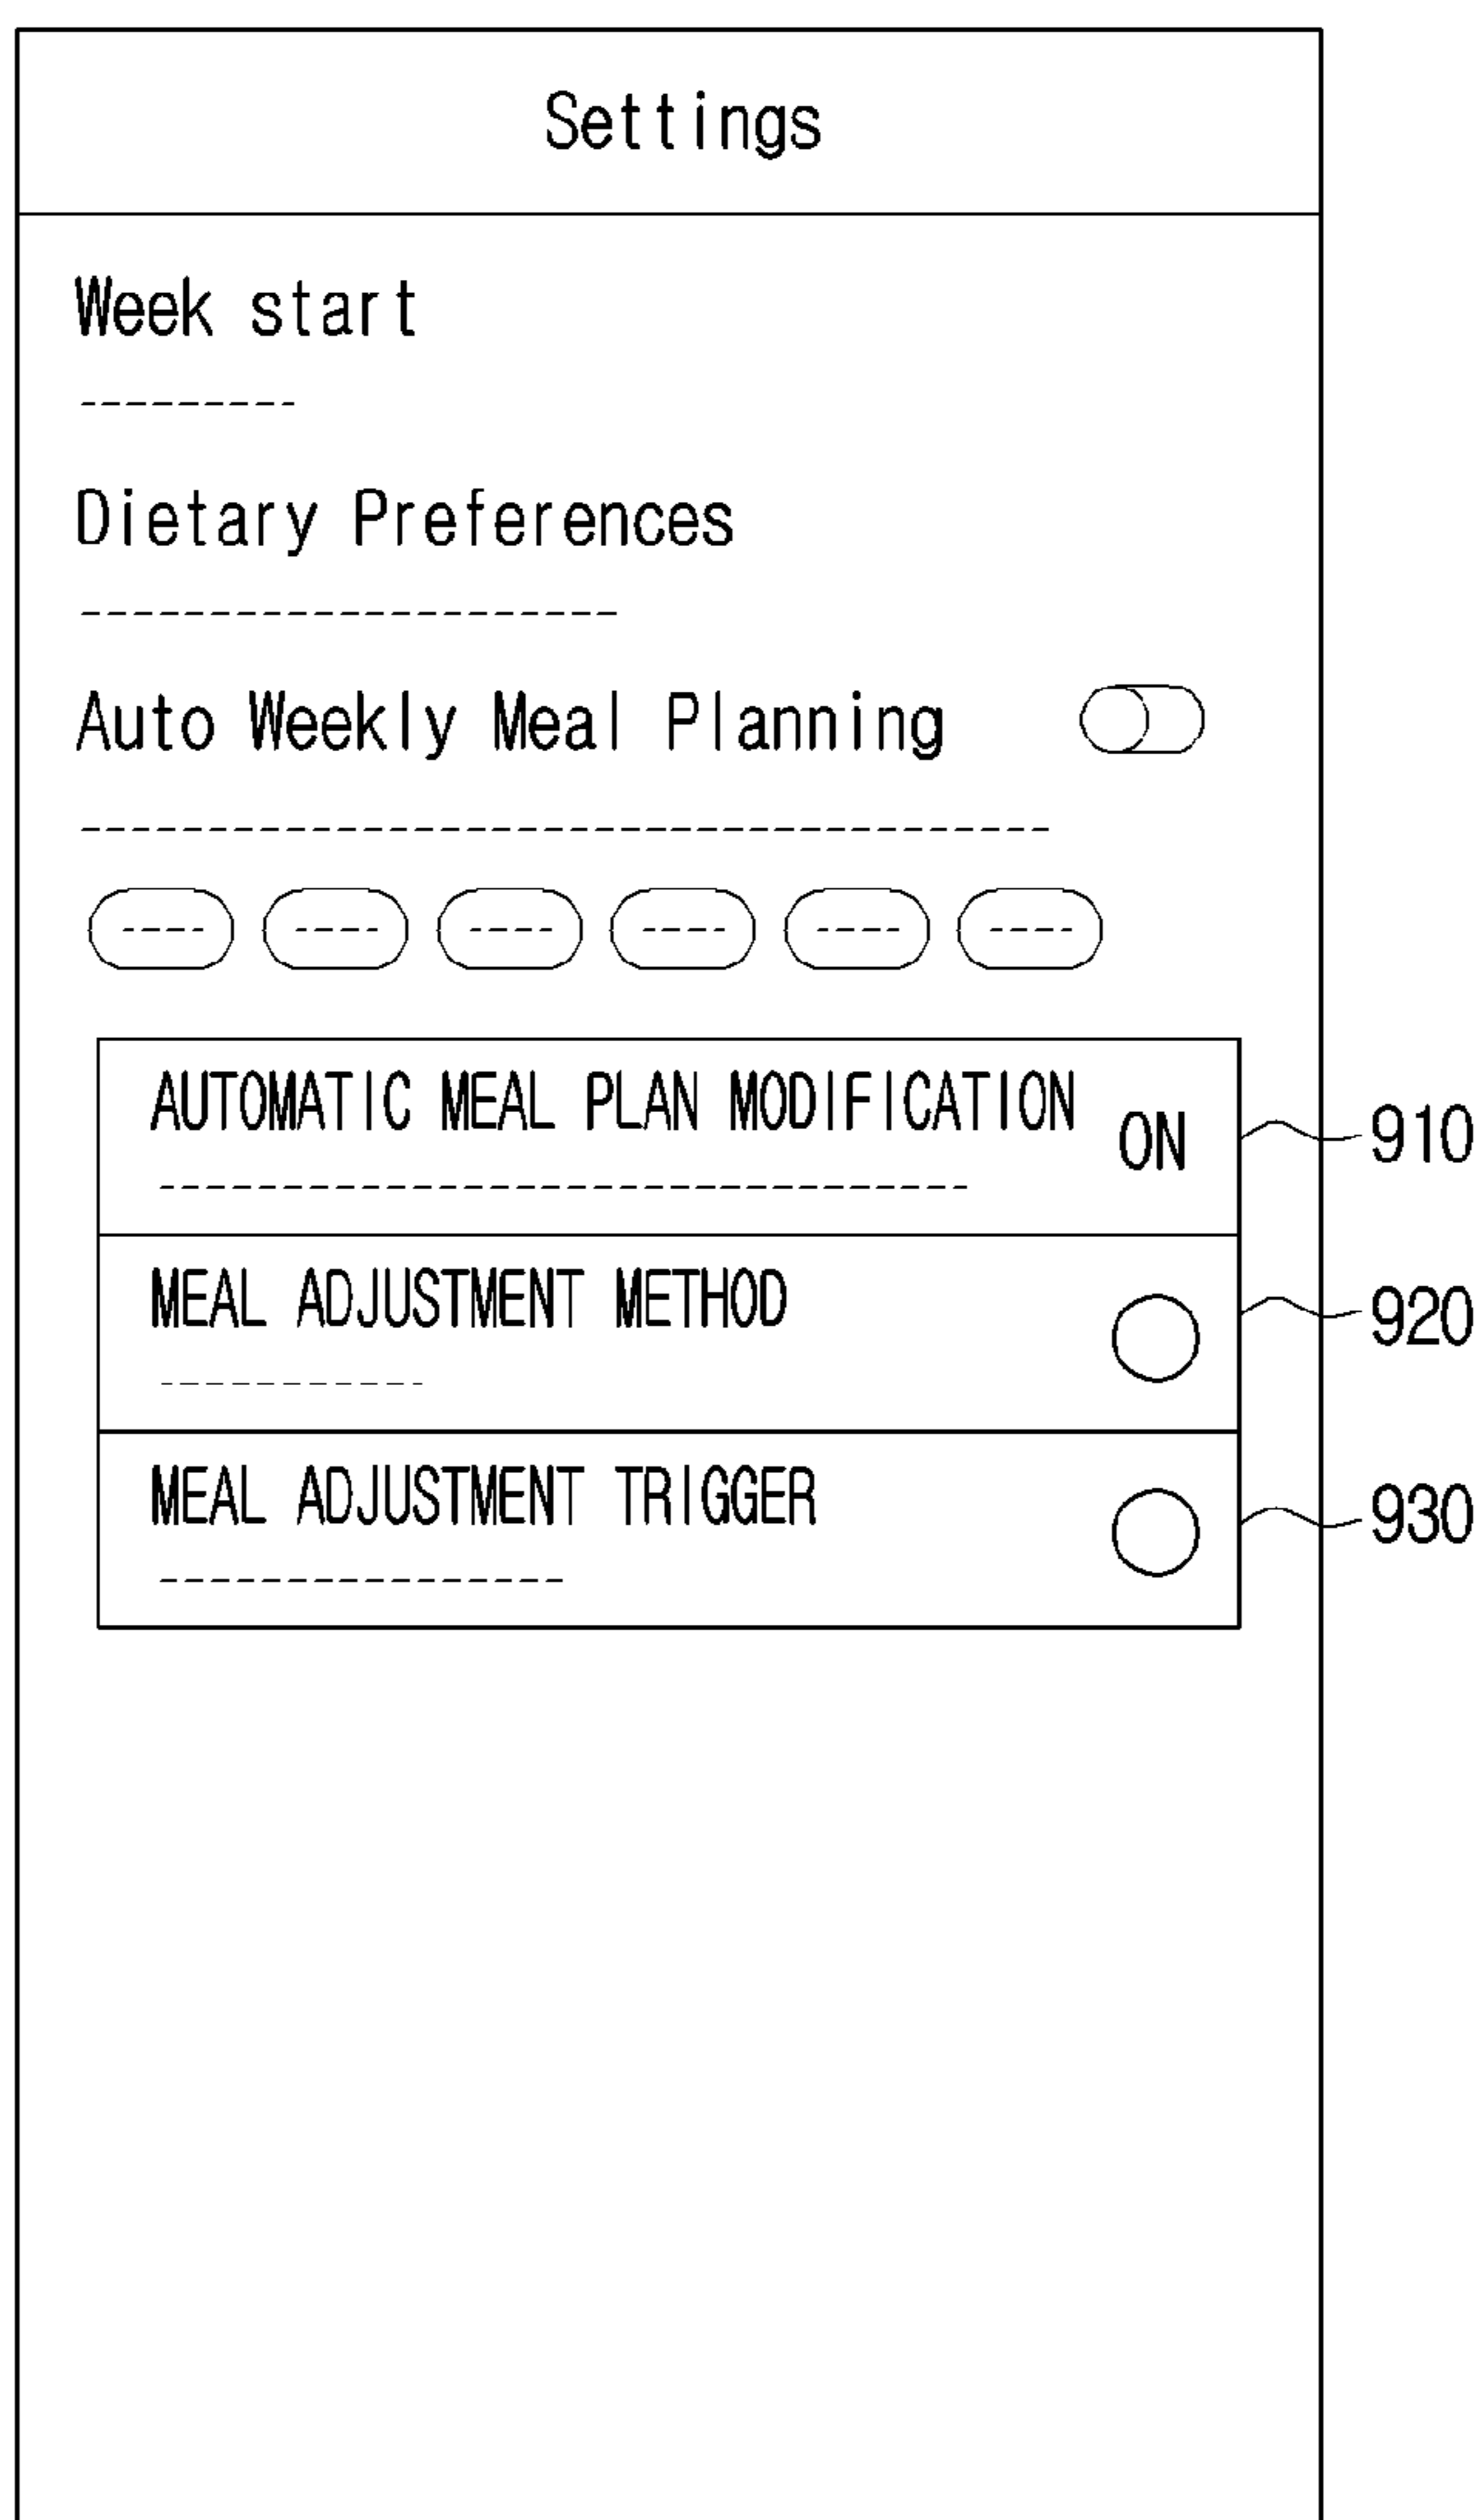 Settings
Week start
Dietary Preferences
Auto Weekly Meal Planning
AUTOMATIC MEAL PLAN MODIFICATION
ON
910
MEAL ADJUSTMENT METHOD
920
MEAL ADJUSTMENT TRIGGER
930